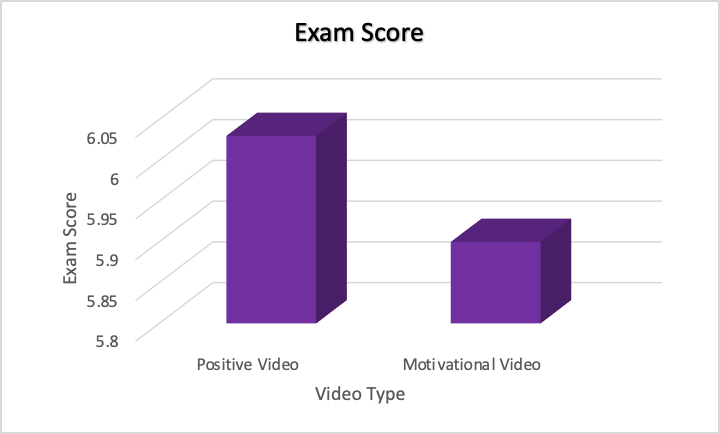 Exam Score
6.05
6
5.95
5.9
5.85
5.8
Exam Score
Positive Video
Motivational Video
Video Type